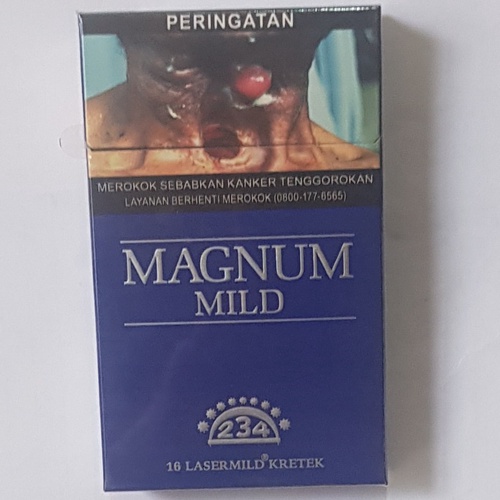 PERINGATAN
MEROKOK SEBABKAN KANKER TENGGOROKAN
LAYANAN BERHENTI MEROKOK (0800-177-6565)
MAGNUM
MILD
234
16 LASERMILD® KRETEK